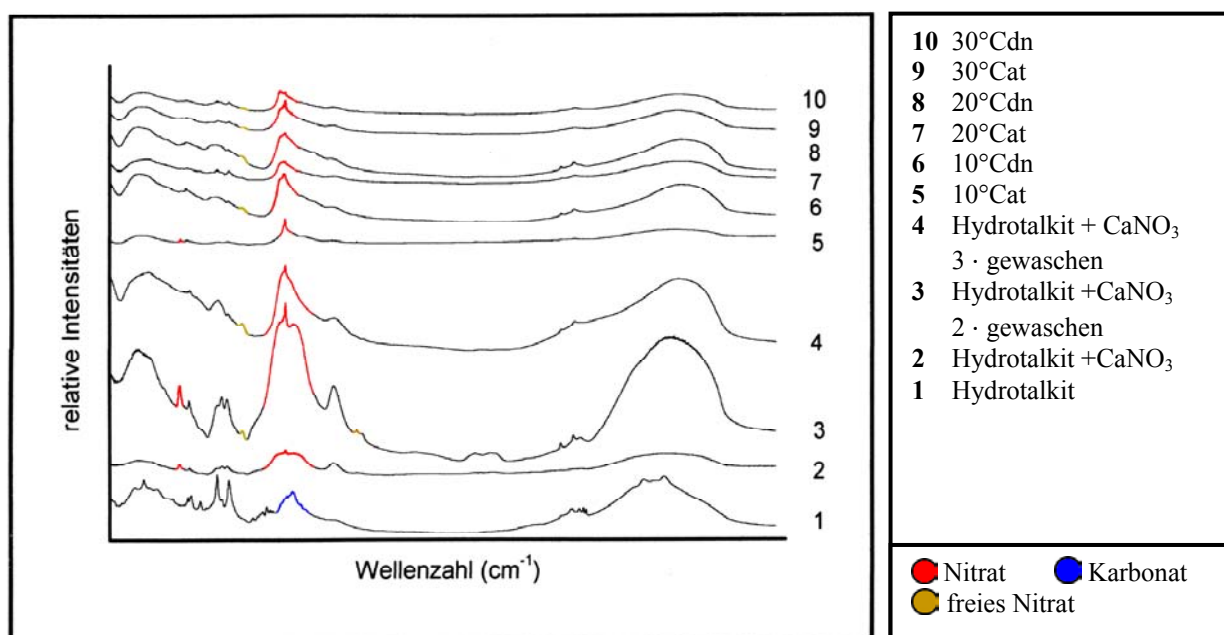 relative Intensitäten
10
9
8
7
6
5
4
3
2
1
Wellenzahl (cm⁻¹)
10 30°Cdn
9 30°Cat
8 20°Cdn
7 20°Cat
6 10°Cdn
5 10°Cat
4 Hydrotalkit + CaNO₃
3 · gewaschen
3 Hydrotalkit +CaNO₃
2 · gewaschen
2 Hydrotalkit +CaNO₃
1 Hydrotalkit
Nitrat Karbonat
freies Nitrat